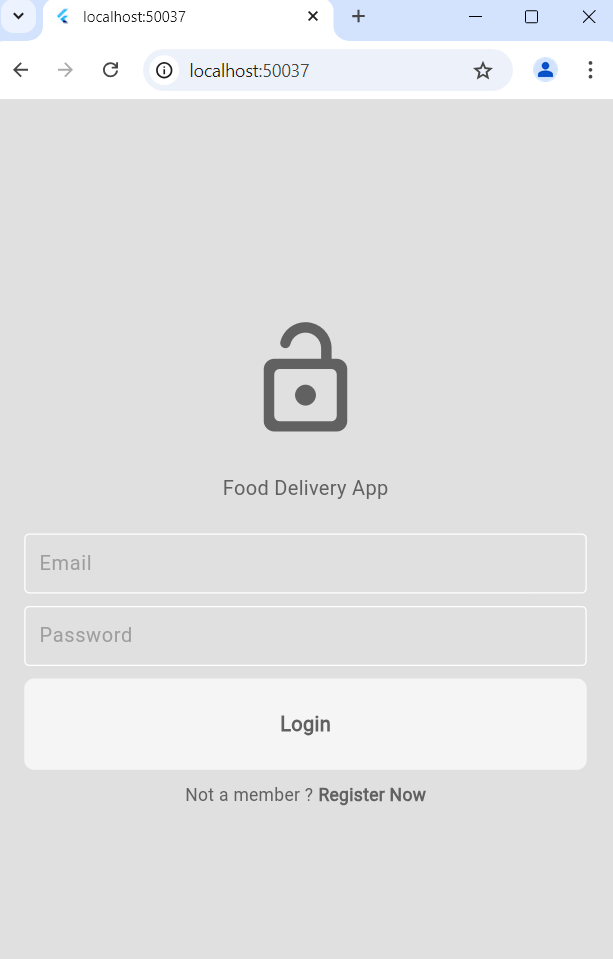 localhost:50037
localhost:50037
Food Delivery App
Email
Password
Login
Not a member ? Register Now